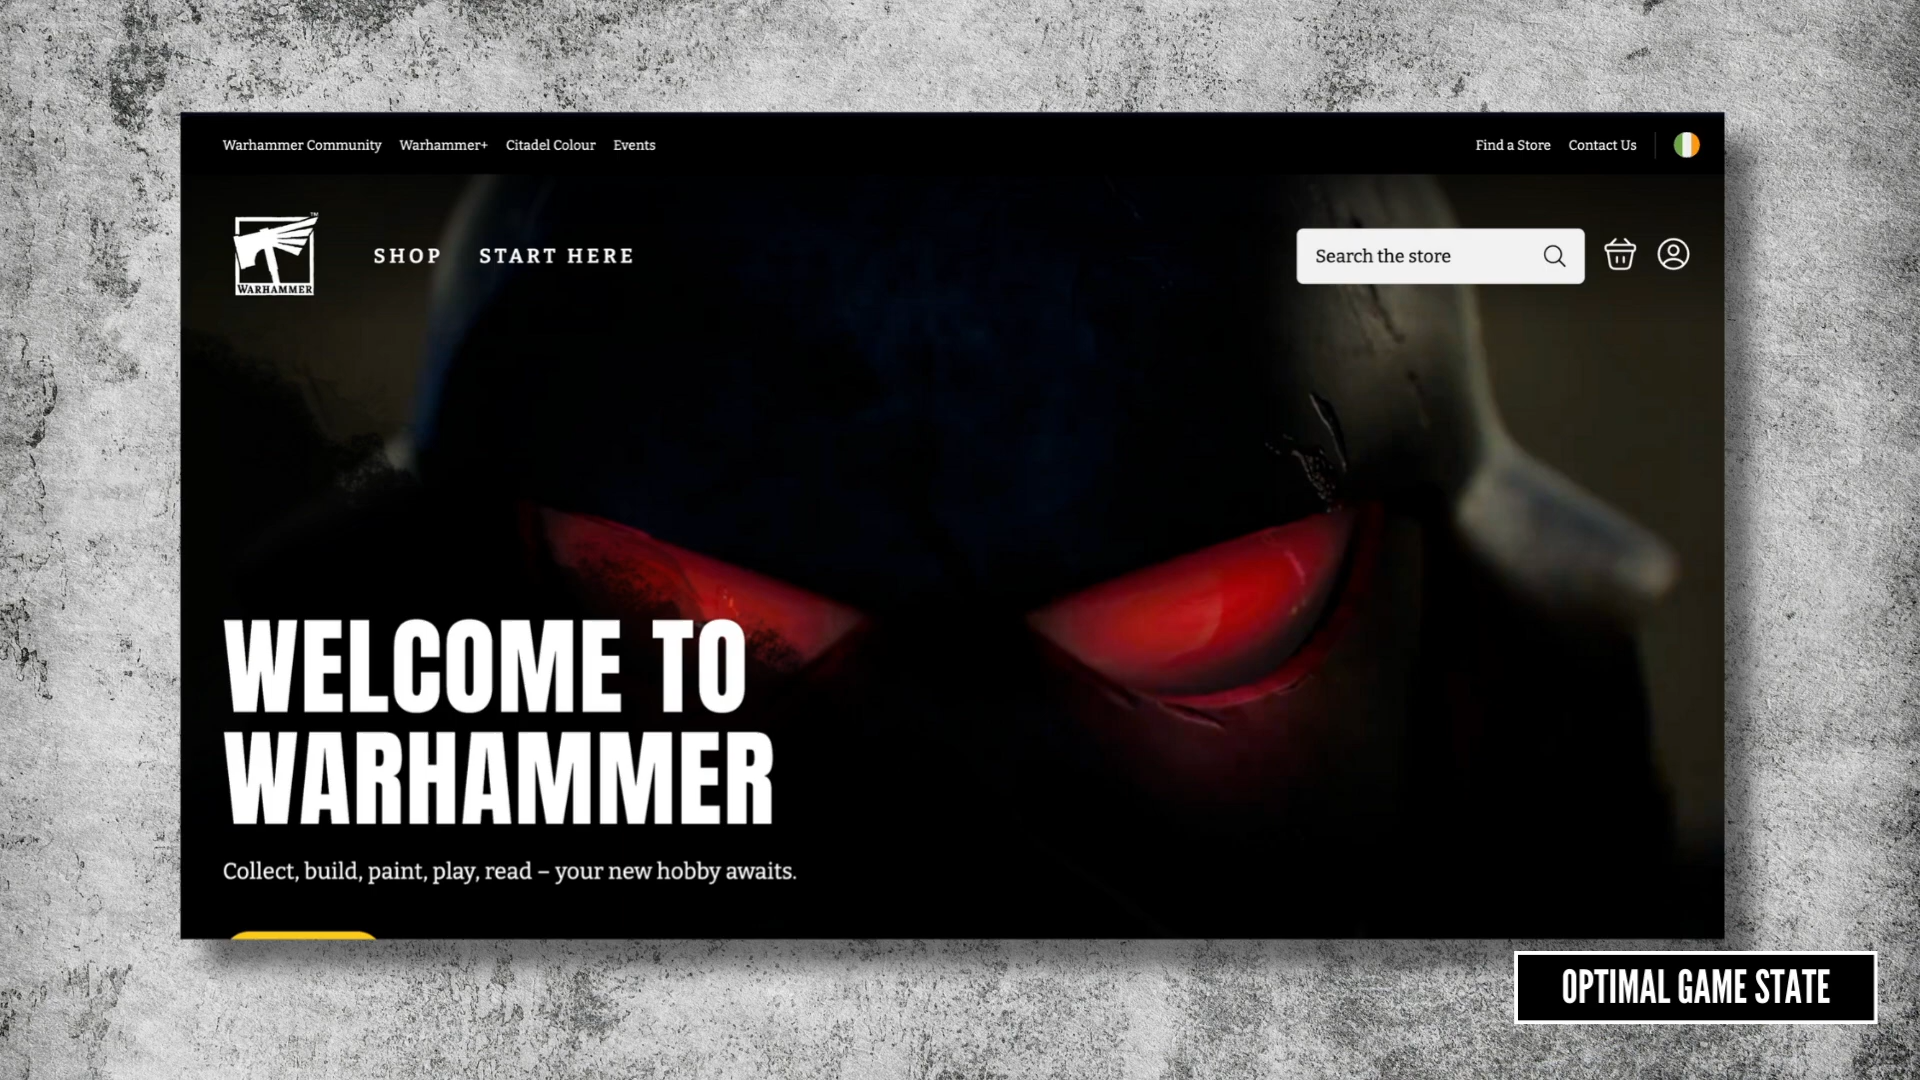 Warhammer Community Warhammer+ Citadel Colour Events Find a Store Contact Us
WARHAMMER™ SHOP START HERE Search the store
WELCOME TO
WARHAMMER
Collect, build, paint, play, read – your new hobby awaits.
OPTIMAL GAME STATE